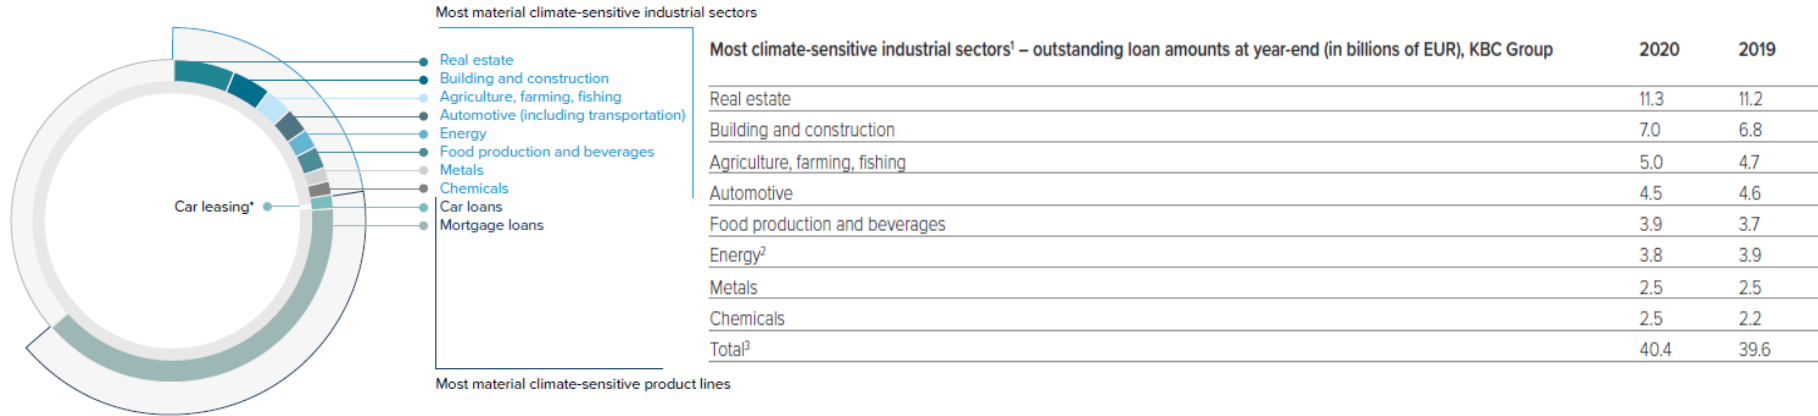 Most material climate-sensitive industrial sectors
Real estate
Building and construction
Agriculture, farming, fishing
Automotive (including transportation)
Energy
Food production and beverages
Metals
Chemicals
Car leasing*
Car loans
Mortgage loans
Most material climate-sensitive product lines
Most climate-sensitive industrial sectors¹ – outstanding loan amounts at year-end (in billions of EUR), KBC Group 2020 2019
Real estate 11.3 11.2
Building and construction 7.0 6.8
Agriculture, farming, fishing 5.0 4.7
Automotive 4.5 4.6
Food production and beverages 3.9 3.7
Energy² 3.8 3.9
Metals 2.5 2.5
Chemicals 2.5 2.2
Total³ 40.4 39.6